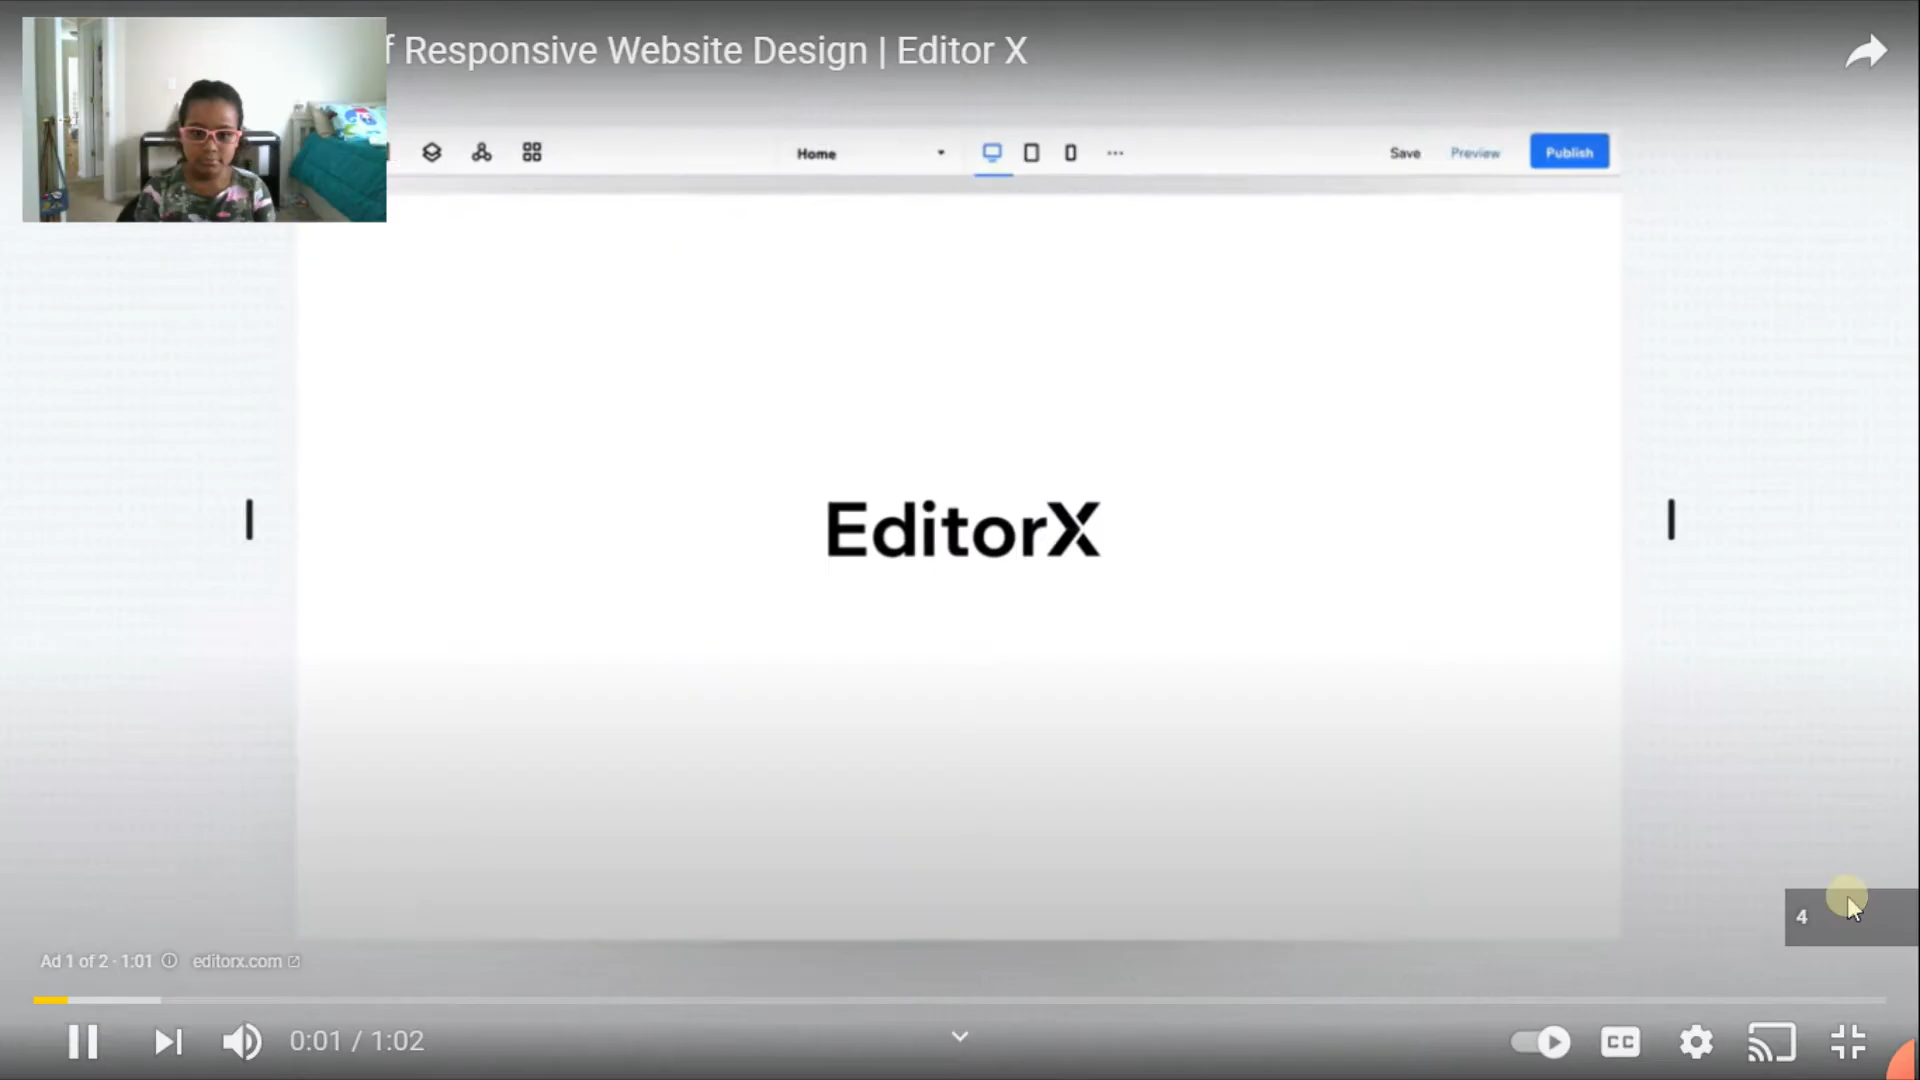 f Responsive Website Design | Editor X
Home
Save
Preview
Publish
EditorX
4
Ad 1 of 2 · 1:01
editorx.com
0:01 / 1:02
CC